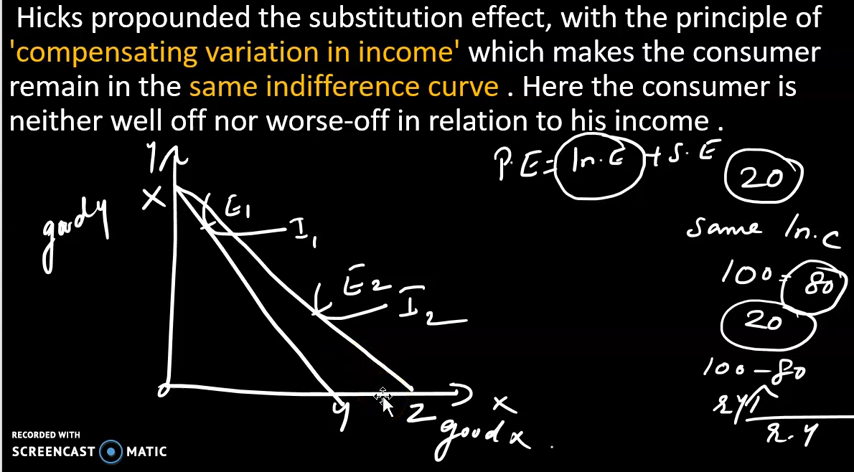 Hicks propounded the substitution effect, with the principle of
'compensating variation in income' which makes the consumer
remain in the same indifference curve . Here the consumer is
neither well off nor worse-off in relation to his income .
P.E = In.E + S.E
20
same In.C
100 - 80
20
100-80
R.Y
Y
X
good y
E1
I1
E2
I2
0
y
Z
X
good x
RECORDED WITH
SCREENCAST MATIC